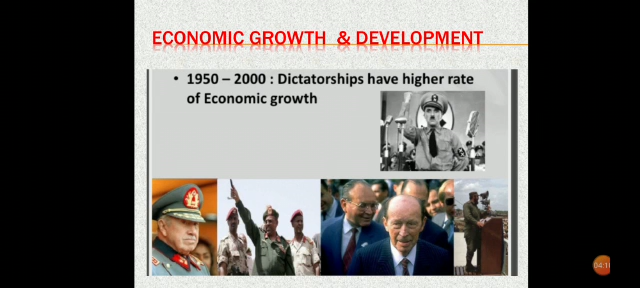 ECONOMIC GROWTH & DEVELOPMENT
• 1950 – 2000 : Dictatorships have higher rate
of Economic growth